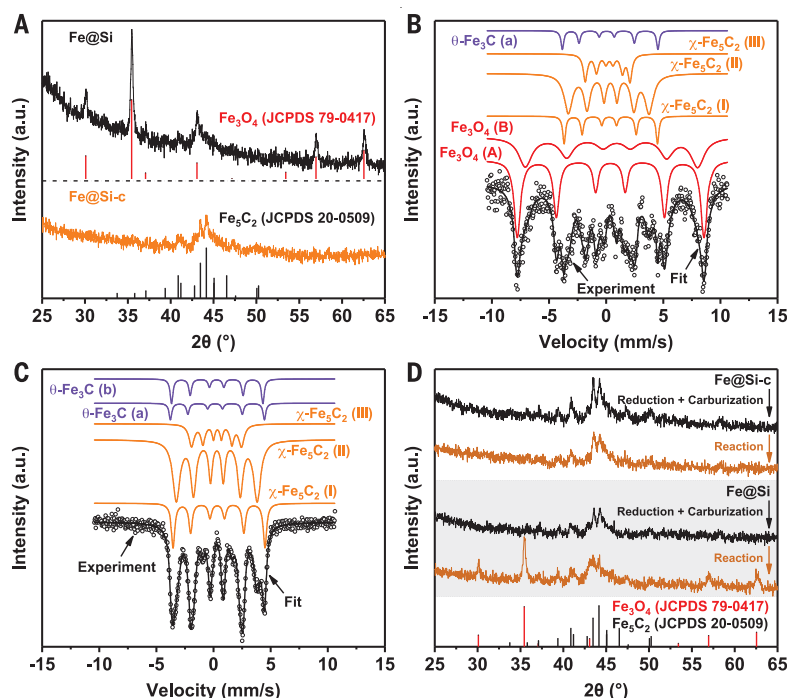 A
Fe@Si
Fe₃O₄ (JCPDS 79-0417)
Fe@Si-c
Fe₅C₂ (JCPDS 20-0509)
Intensity (a.u.)
25 30 35 40 45 50 55 60 65
2θ (°)
B
θ-Fe₃C (a)
χ-Fe₅C₂ (III)
χ-Fe₅C₂ (II)
χ-Fe₅C₂ (I)
Fe₃O₄ (B)
Fe₃O₄ (A)
Experiment
Fit
Intensity (a.u.)
-15 -10 -5 0 5 10 15
Velocity (mm/s)
C
θ-Fe₃C (b)
θ-Fe₃C (a)
χ-Fe₅C₂ (III)
χ-Fe₅C₂ (II)
χ-Fe₅C₂ (I)
Experiment
Fit
Intensity (a.u.)
-15 -10 -5 0 5 10 15
Velocity (mm/s)
D
Fe@Si-c
Reduction + Carburization
Reaction
Fe@Si
Reduction + Carburization
Reaction
Fe₃O₄ (JCPDS 79-0417)
Fe₅C₂ (JCPDS 20-0509)
Intensity (a.u.)
25 30 35 40 45 50 55 60 65
2θ (°)